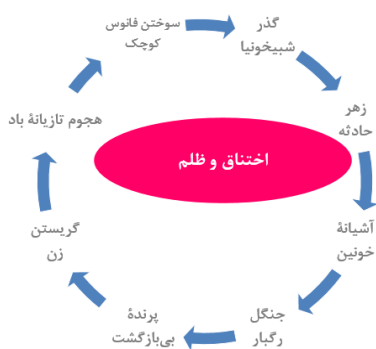 گذر
شبیخونیا
زهر
حادثه
آشیانهٔ
خونین
جنگل
رگبار
پرندهٔ
بی‌بازگشت
گریستن
زن
هجوم تازیانهٔ باد
سوختن فانوس
کوچک
اختناق و ظلم